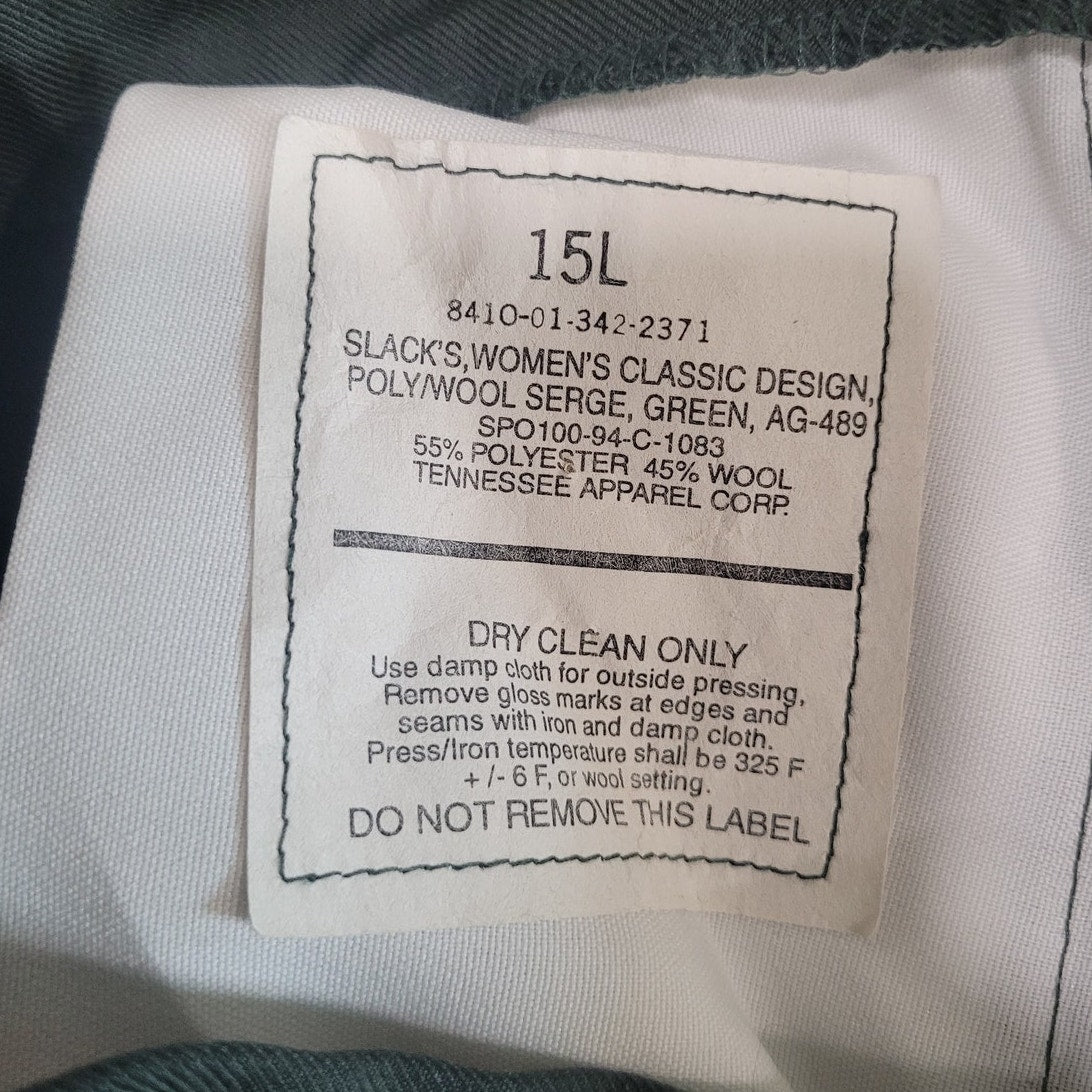 15L
8410-01-342-2371
SLACK'S,WOMEN'S CLASSIC DESIGN,
POLY/WOOL SERGE, GREEN, AG-489
SPO100-94-C-1083
55% POLYESTER 45% WOOL
TENNESSEE APPAREL CORP.
DRY CLEAN ONLY
Use damp cloth for outside pressing,
Remove gloss marks at edges and
seams with iron and damp cloth.
Press/Iron temperature shall be 325 F
+/- 6 F, or wool setting.
DO NOT REMOVE THIS LABEL